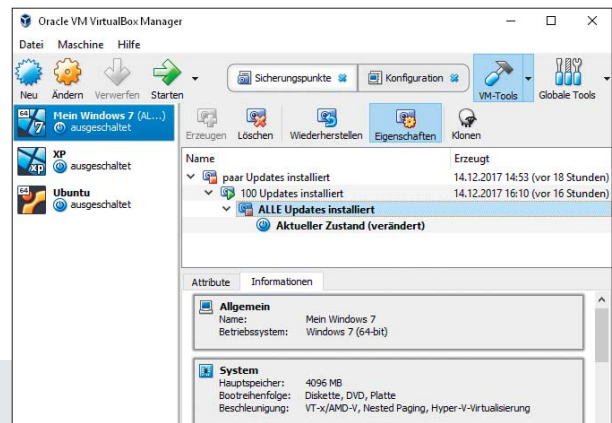 Oracle VM VirtualBox Manager
Datei Maschine Hilfe
Neu Ändern Verwerfen Starten
Sicherungspunkte Konfiguration
VM-Tools Globale Tools
64 7 Mein Windows 7 (AL...)
ausgeschaltet
XP XP
ausgeschaltet
64 Ubuntu
ausgeschaltet
Erzeugen Löschen Wiederherstellen Eigenschaften Klonen
Name Erzeugt
paar Updates installiert 14.12.2017 14:53 (vor 18 Stunden)
100 Updates installiert 14.12.2017 16:10 (vor 16 Stunden)
ALLE Updates installiert
Aktueller Zustand (verändert)
Attribute Informationen
Allgemein
Name: Mein Windows 7
Betriebssystem: Windows 7 (64-bit)
System
Hauptspeicher: 4096 MB
Bootreihenfolge: Diskette, DVD, Platte
Beschleunigung: VT-x/AMD-V, Nested Paging, Hyper-V-Virtualisierung